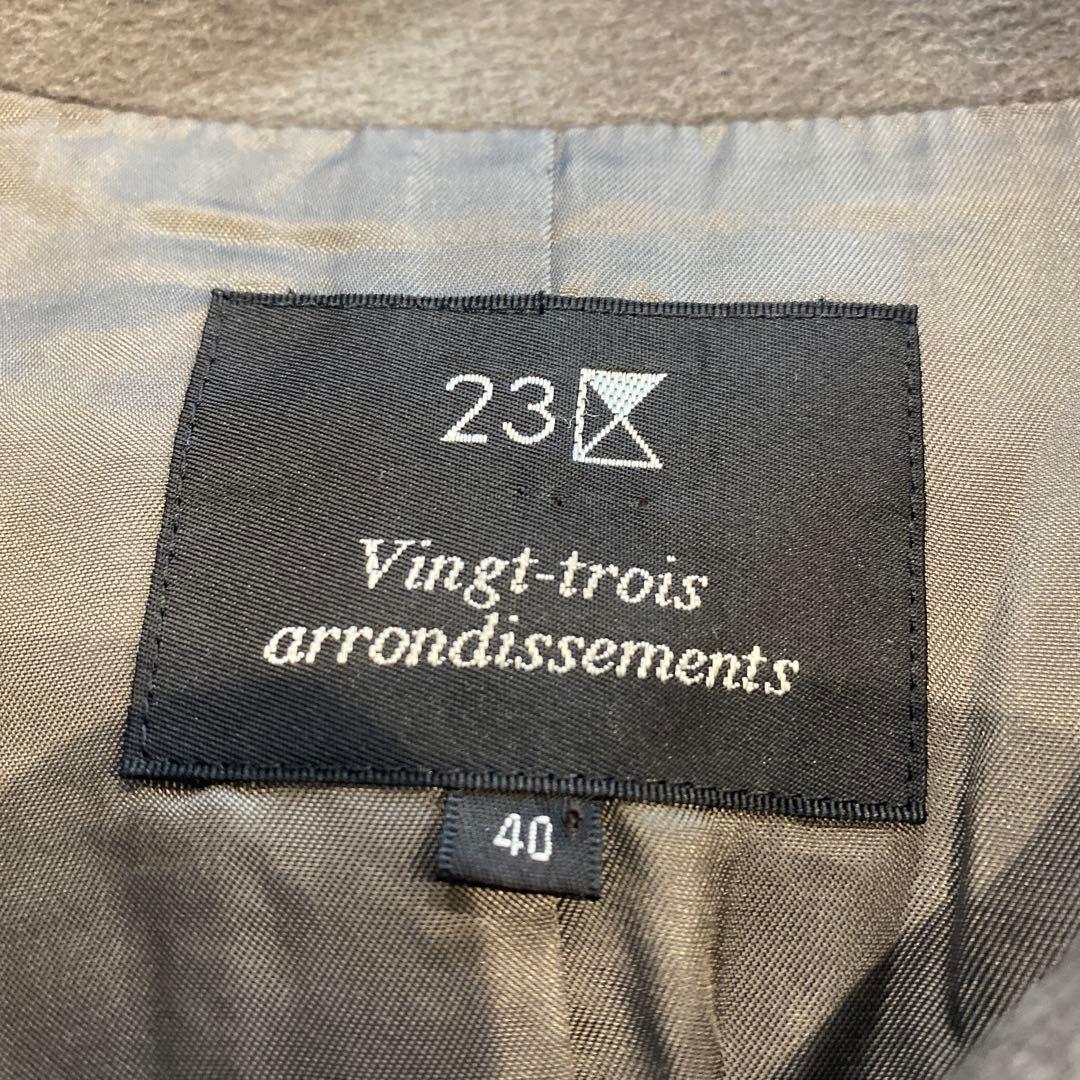 23
Vingt-trois
arrondissements
40